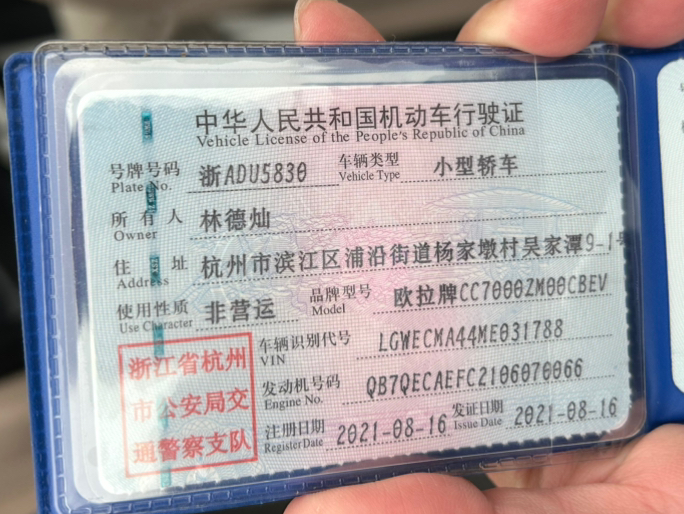 中华人民共和国机动车行驶证
Vehicle License of the People's Republic of China
号牌号码 浙ADU5830 车辆类型 小型轿车
Plate No. Vehicle Type
所有人 林德灿
Owner
住址 杭州市滨江区浦沿街道杨家墩村吴家潭9-1号
Address
使用性质 非营运 品牌型号 欧拉牌CC7000ZM00CBEV
Use Character Model
车辆识别代号 LGWECMA44ME031788
VIN
发动机号码 QB7QECAEFC2106070066
Engine No.
注册日期 2021-08-16 发证日期 2021-08-16
Register Date Issue Date
浙江省杭州
市公安局交
通警察支队